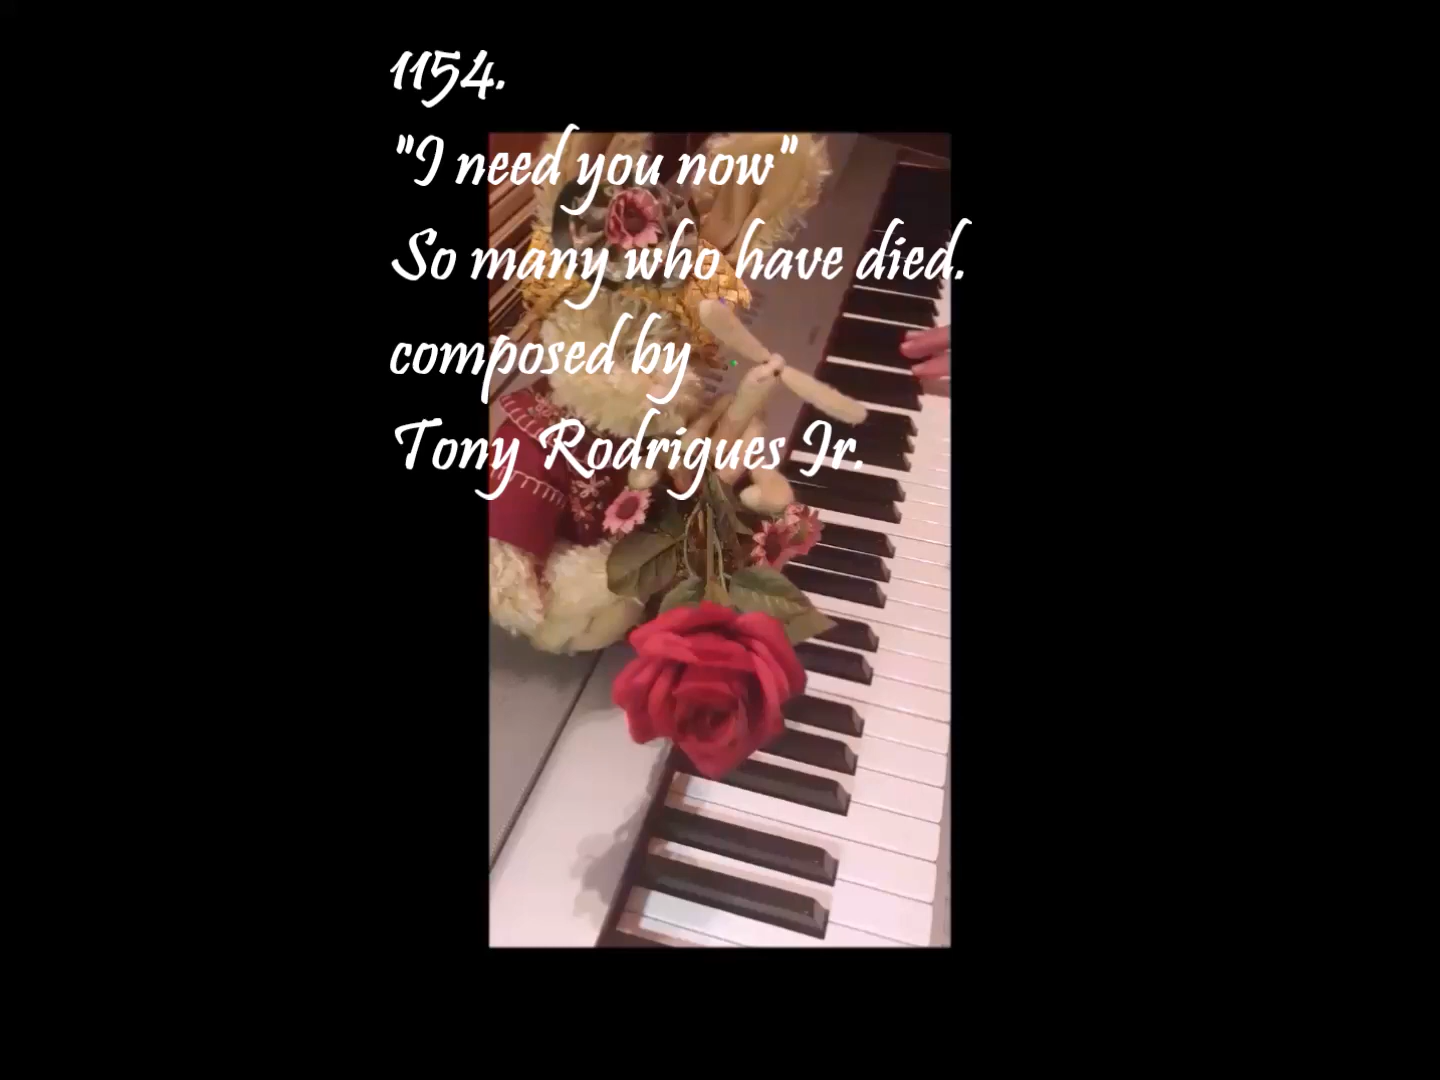 1154.
"I need you now"
So many who have died.
composed by
Tony Rodrigues Jr.